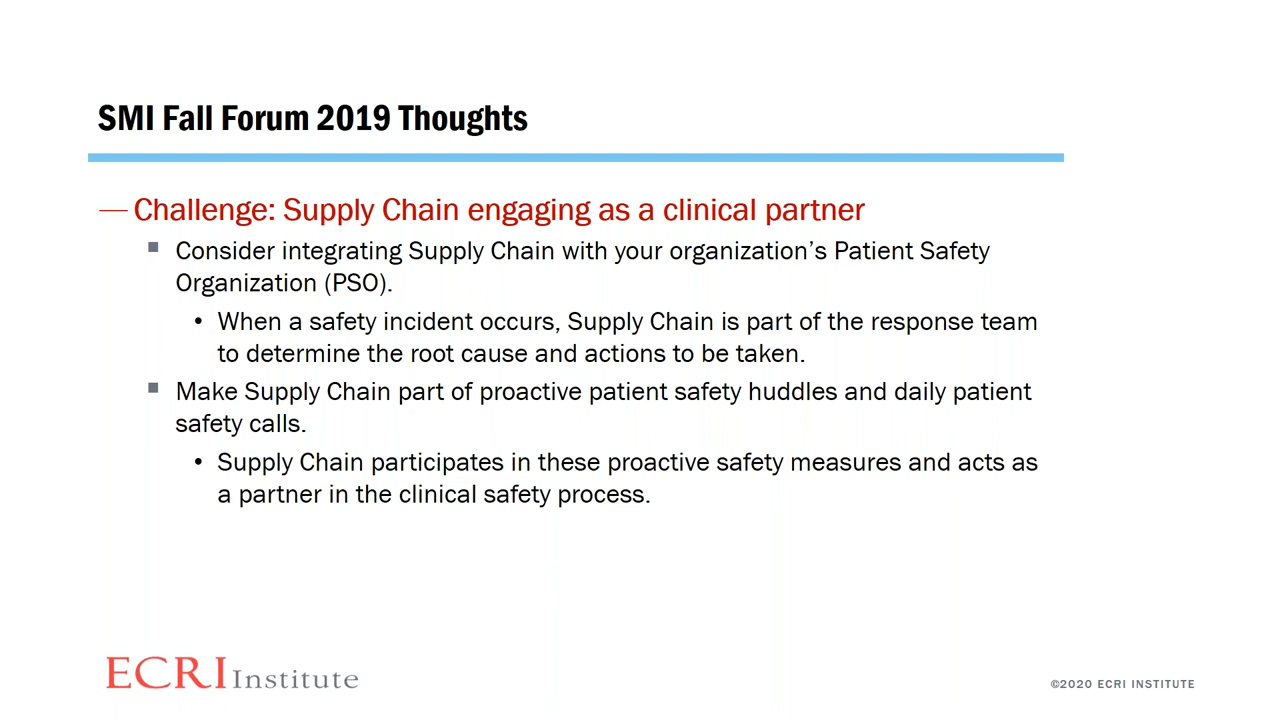 SMI Fall Forum 2019 Thoughts
— Challenge: Supply Chain engaging as a clinical partner
▪ Consider integrating Supply Chain with your organization’s Patient Safety
Organization (PSO).
• When a safety incident occurs, Supply Chain is part of the response team
to determine the root cause and actions to be taken.
▪ Make Supply Chain part of proactive patient safety huddles and daily patient
safety calls.
• Supply Chain participates in these proactive safety measures and acts as
a partner in the clinical safety process.
ECRI Institute
©2020 ECRI INSTITUTE